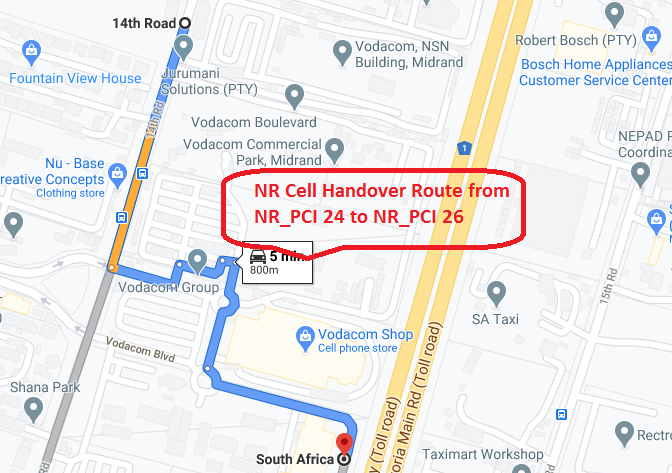 14th Road
Vodacom, NSN
Building, Midrand
Robert Bosch (PTY)
Bosch Home Appliances
Customer Service Center
Fountain View House
Jurumani
Solutions (PTY)
14th Rd
Vodacom Boulevard
Vodacom Commercial
Park, Midrand
1
NEPAD
Coordina
Nu - Base
reative Concepts
Clothing store
NR Cell Handover Route from
NR_PCI 24 to NR_PCI 26
5 min
800m
Vodacom Group
15th Rd
SA Taxi
Vodacom Shop
Cell phone store
Vodacom Blvd
Shana Park
South Africa
y (Toll road)
oria Main Rd (Toll road)
Taximart Workshop
Rectr